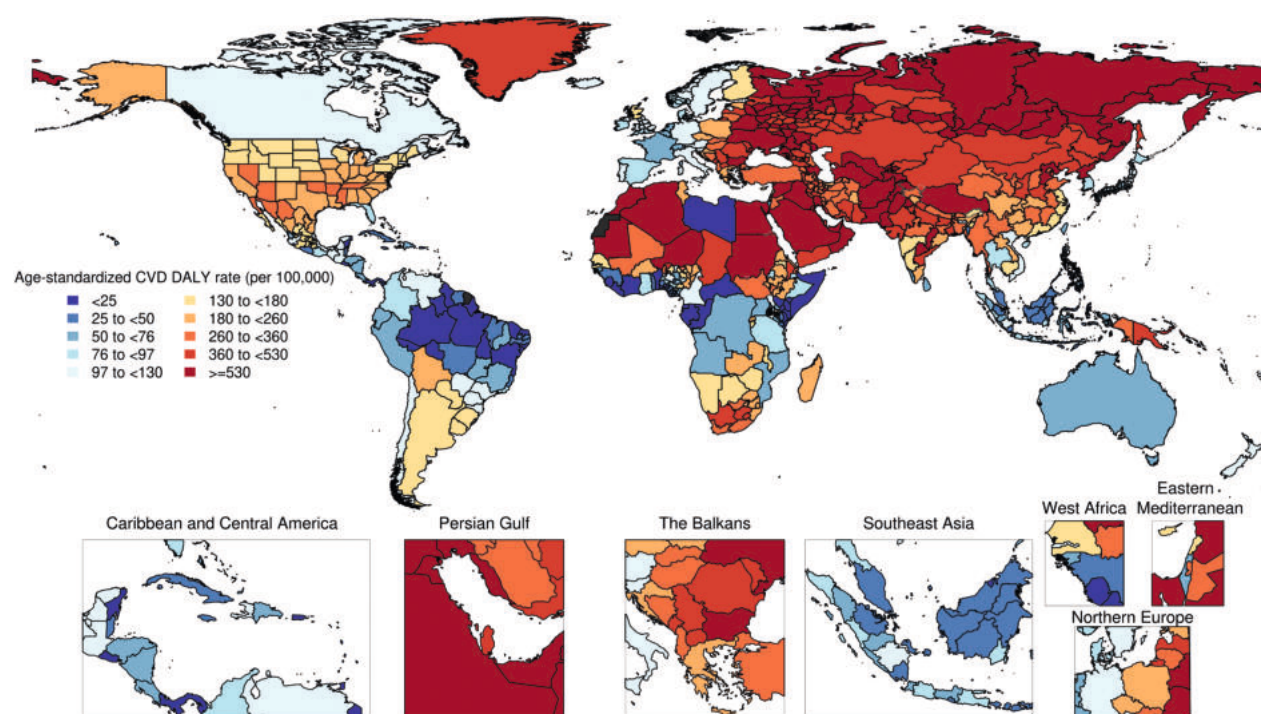 Age-standardized CVD DALY rate (per 100,000)
<25
25 to <50
50 to <76
76 to <97
97 to <130
130 to <180
180 to <260
260 to <360
360 to <530
>=530
Caribbean and Central America
Persian Gulf
The Balkans
Southeast Asia
West Africa
Eastern
Mediterranean
Northern Europe